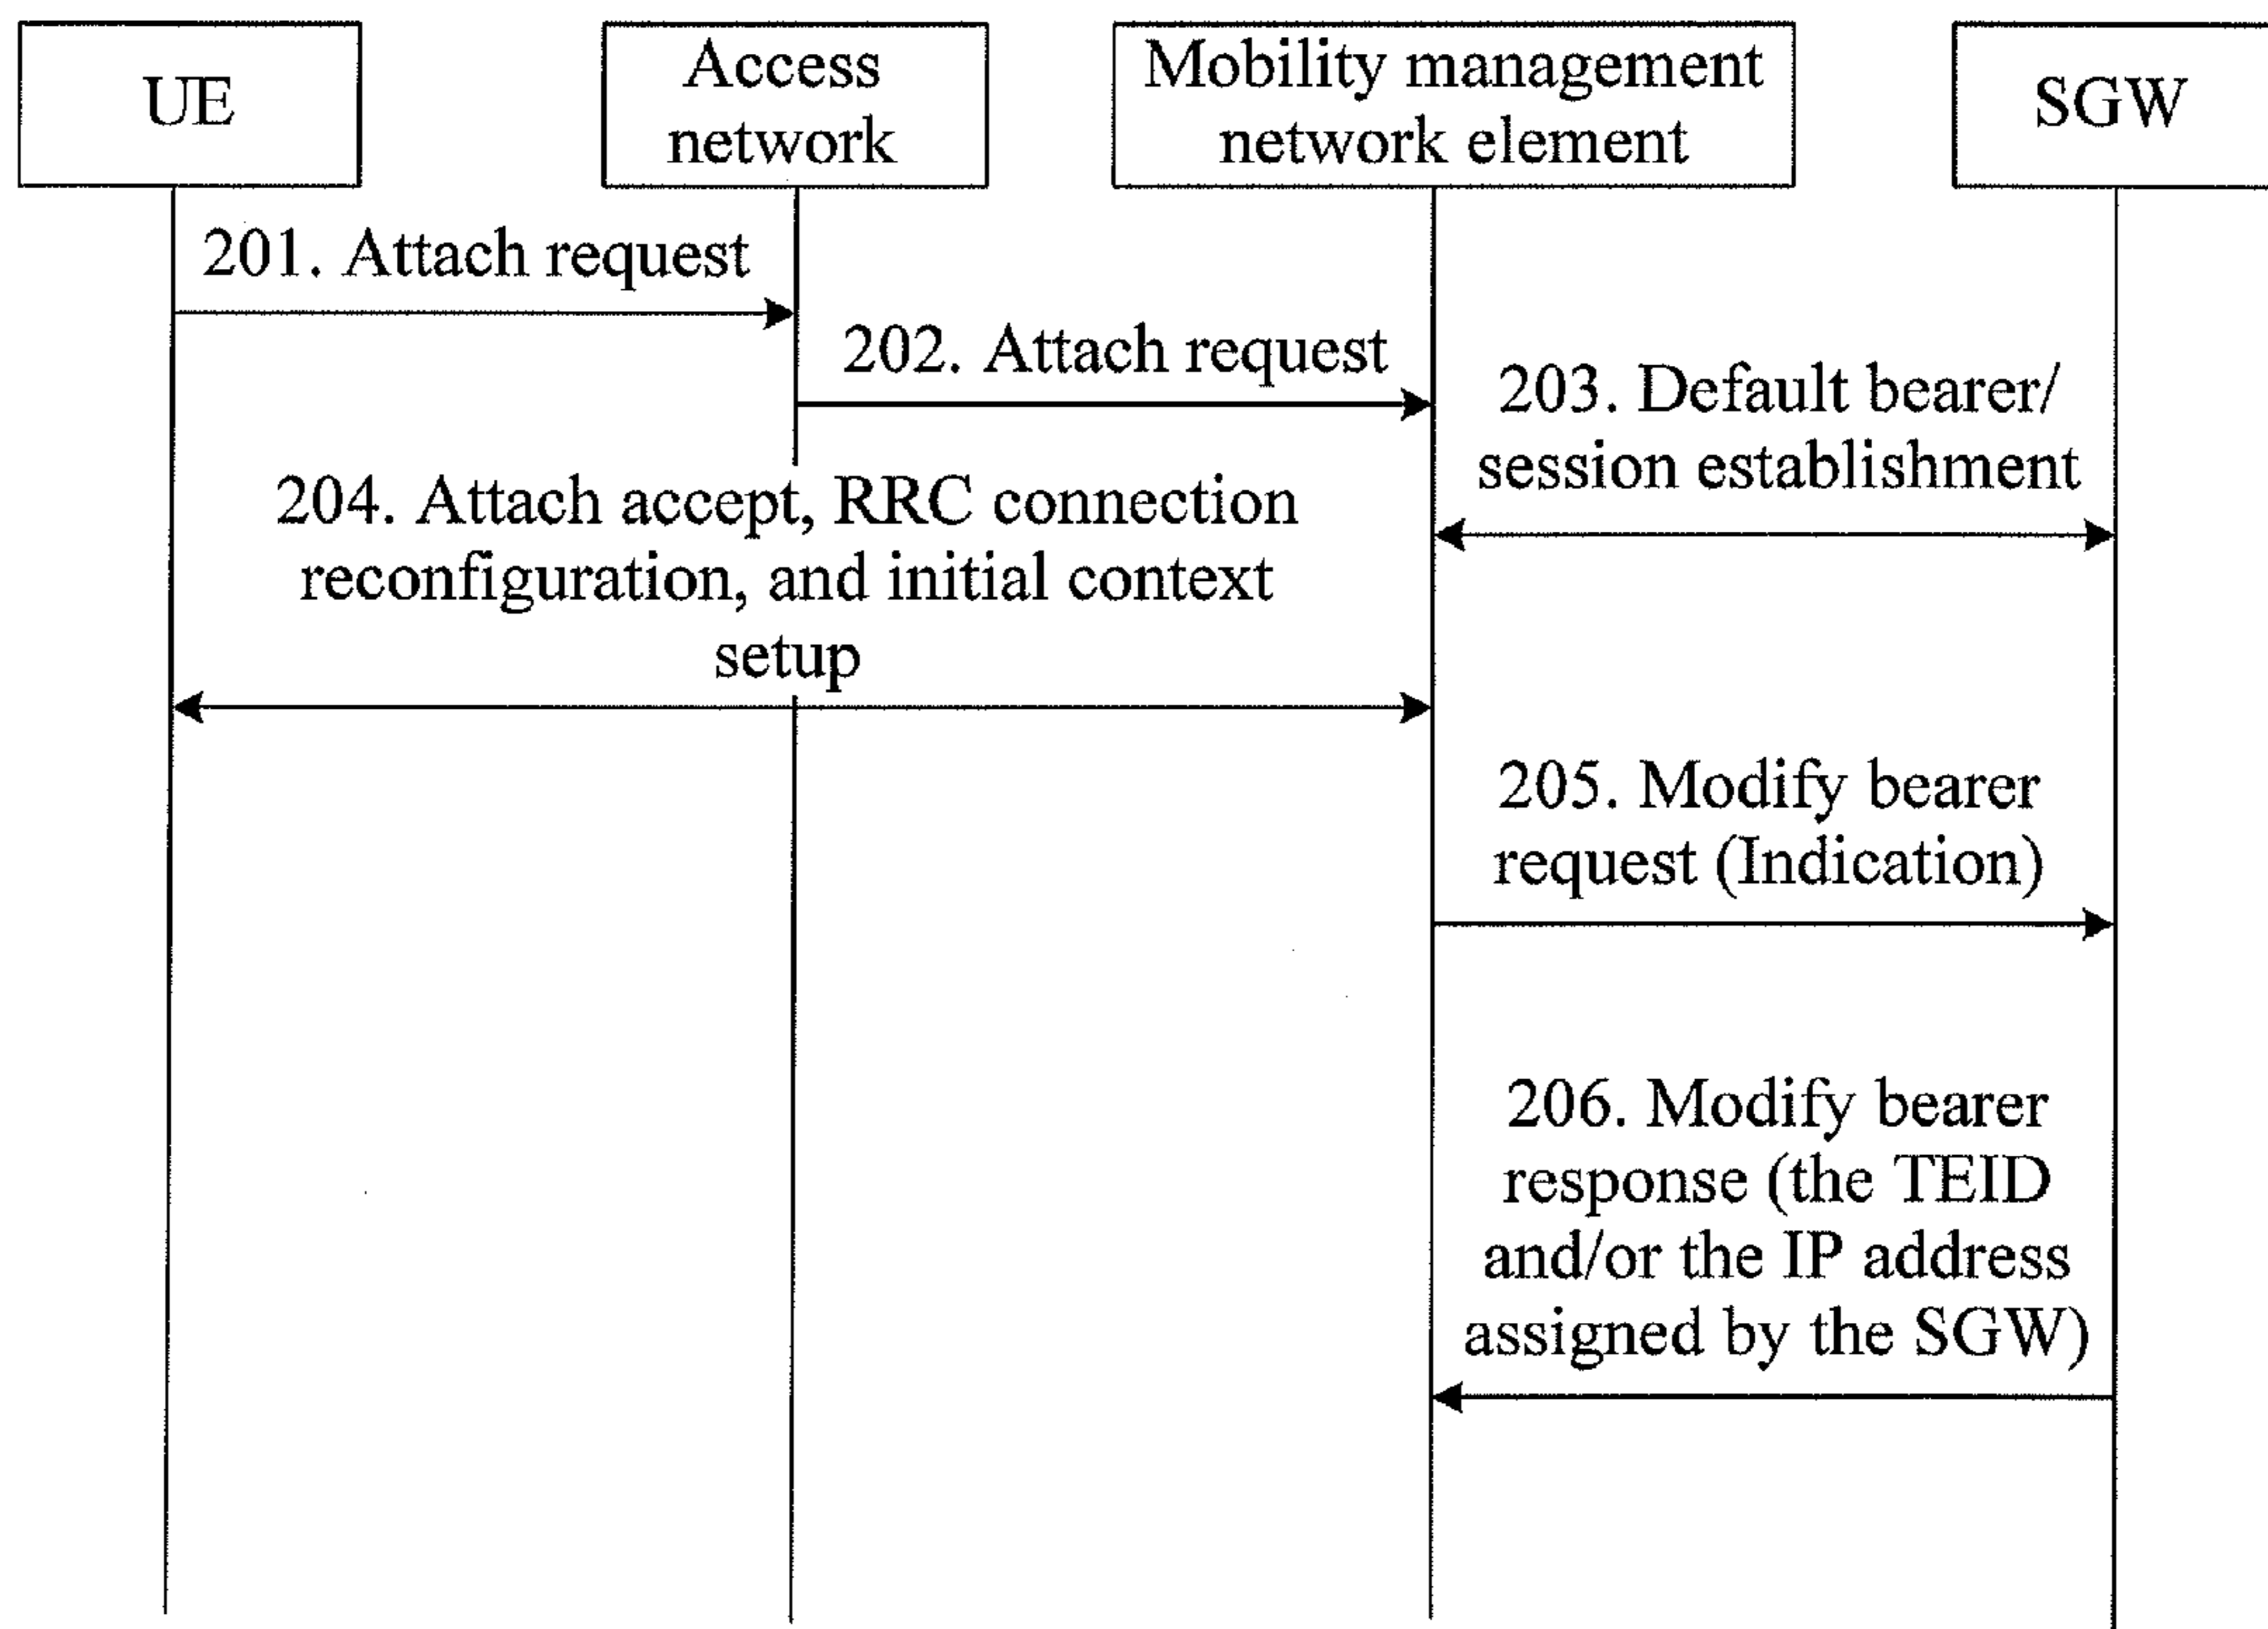 UE
Access
network
Mobility management
network element
SGW
201. Attach request
202. Attach request
203. Default bearer/
session establishment
204. Attach accept, RRC connection
reconfiguration, and initial context
setup
205. Modify bearer
request (Indication)
206. Modify bearer
response (the TEID
and/or the IP address
assigned by the SGW)